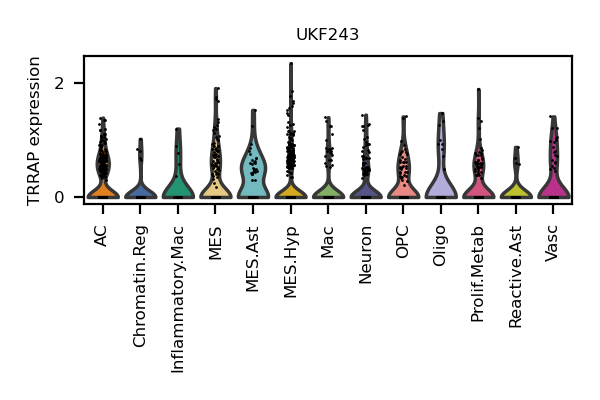 UKF243
TRRAP expression
2
0
AC
Chromatin.Reg
Inflammatory.Mac
MES
MES.Ast
MES.Hyp
Mac
Neuron
OPC
Oligo
Prolif.Metab
Reactive.Ast
Vasc